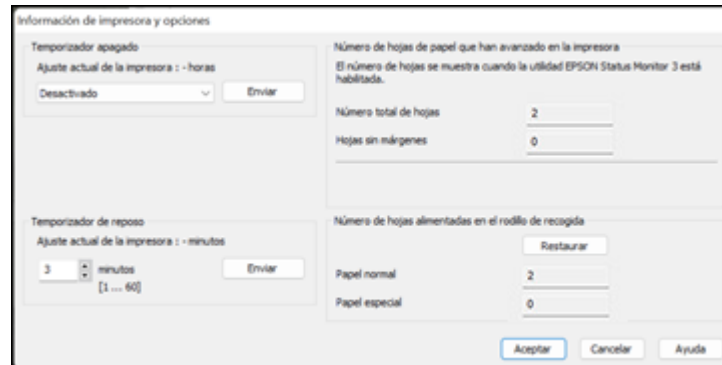 Información de impresora y opciones
Temporizador apagado
Ajuste actual de la impresora : - horas
Desactivado
Enviar
Número de hojas de papel que han avanzado en la impresora
El número de hojas se muestra cuando la utilidad EPSON Status Monitor 3 está
habilitada.
Número total de hojas
2
Hojas sin márgenes
0
Temporizador de reposo
Ajuste actual de la impresora : - minutos
3
minutos
[1 ... 60]
Enviar
Número de hojas alimentadas en el rodillo de recogida
Restaurar
Papel normal
2
Papel especial
0
Aceptar
Cancelar
Ayuda